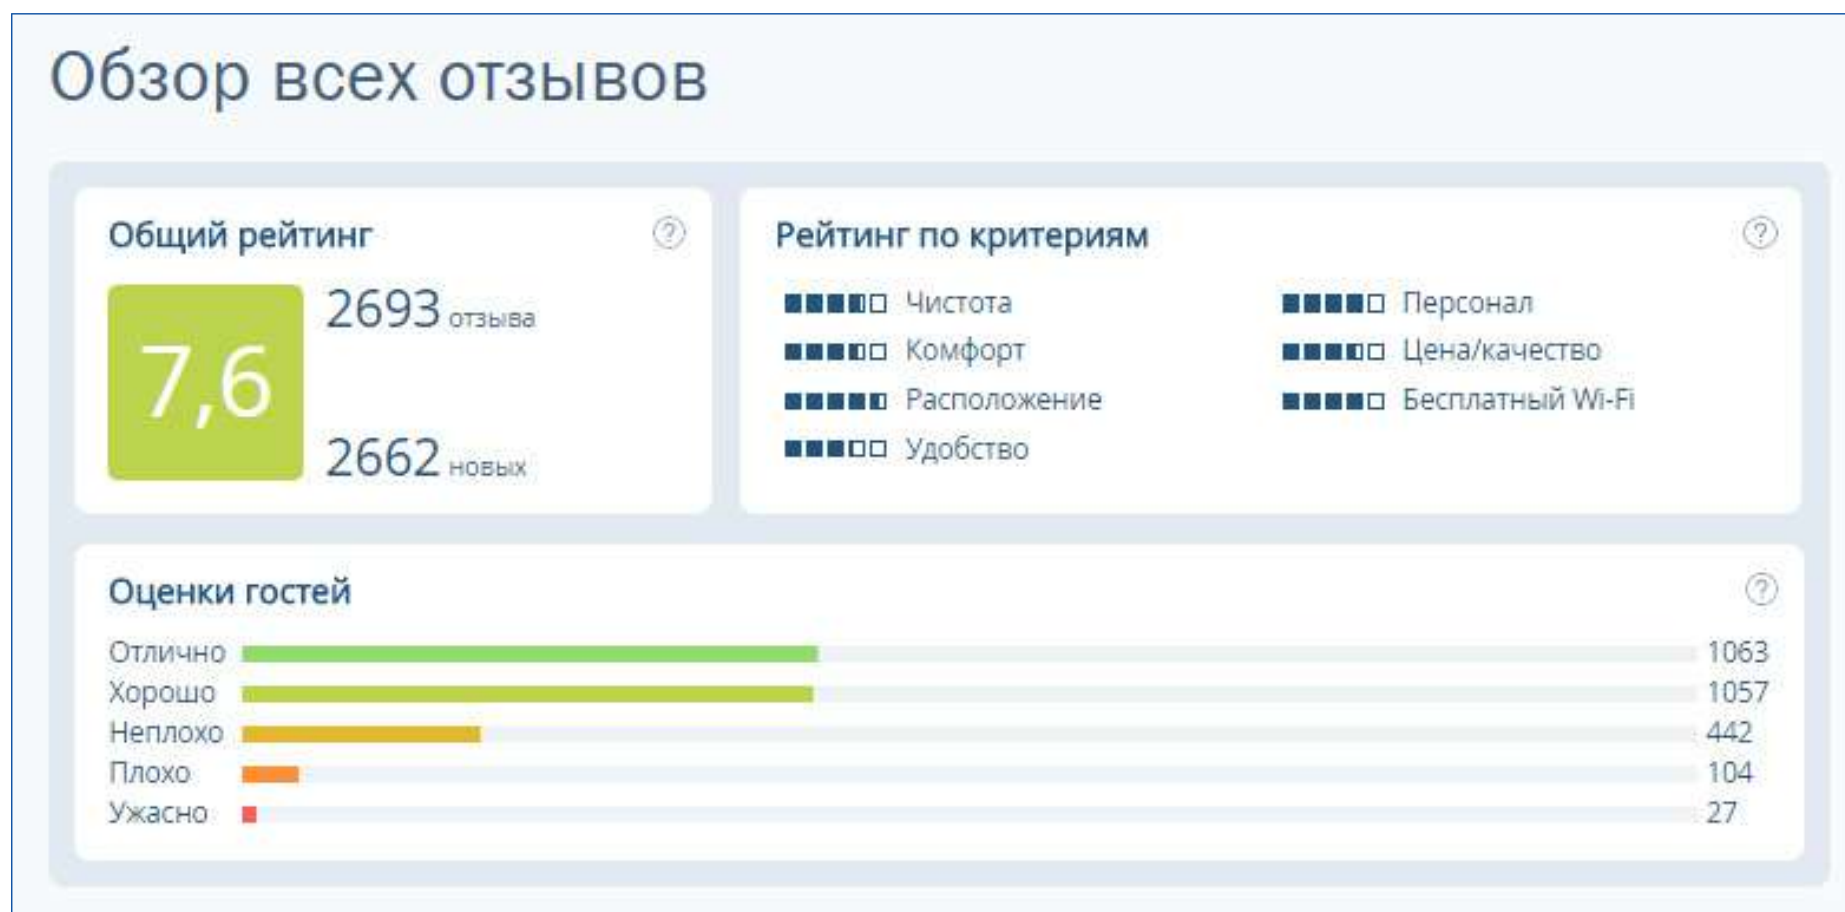 Обзор всех отзывов
Общий рейтинг
7,6
2693 отзыва
2662 новых
Рейтинг по критериям
Чистота
Комфорт
Расположение
Удобство
Персонал
Цена/качество
Бесплатный Wi-Fi
Оценки гостей
Отлично 1063
Хорошо 1057
Неплохо 442
Плохо 104
Ужасно 27